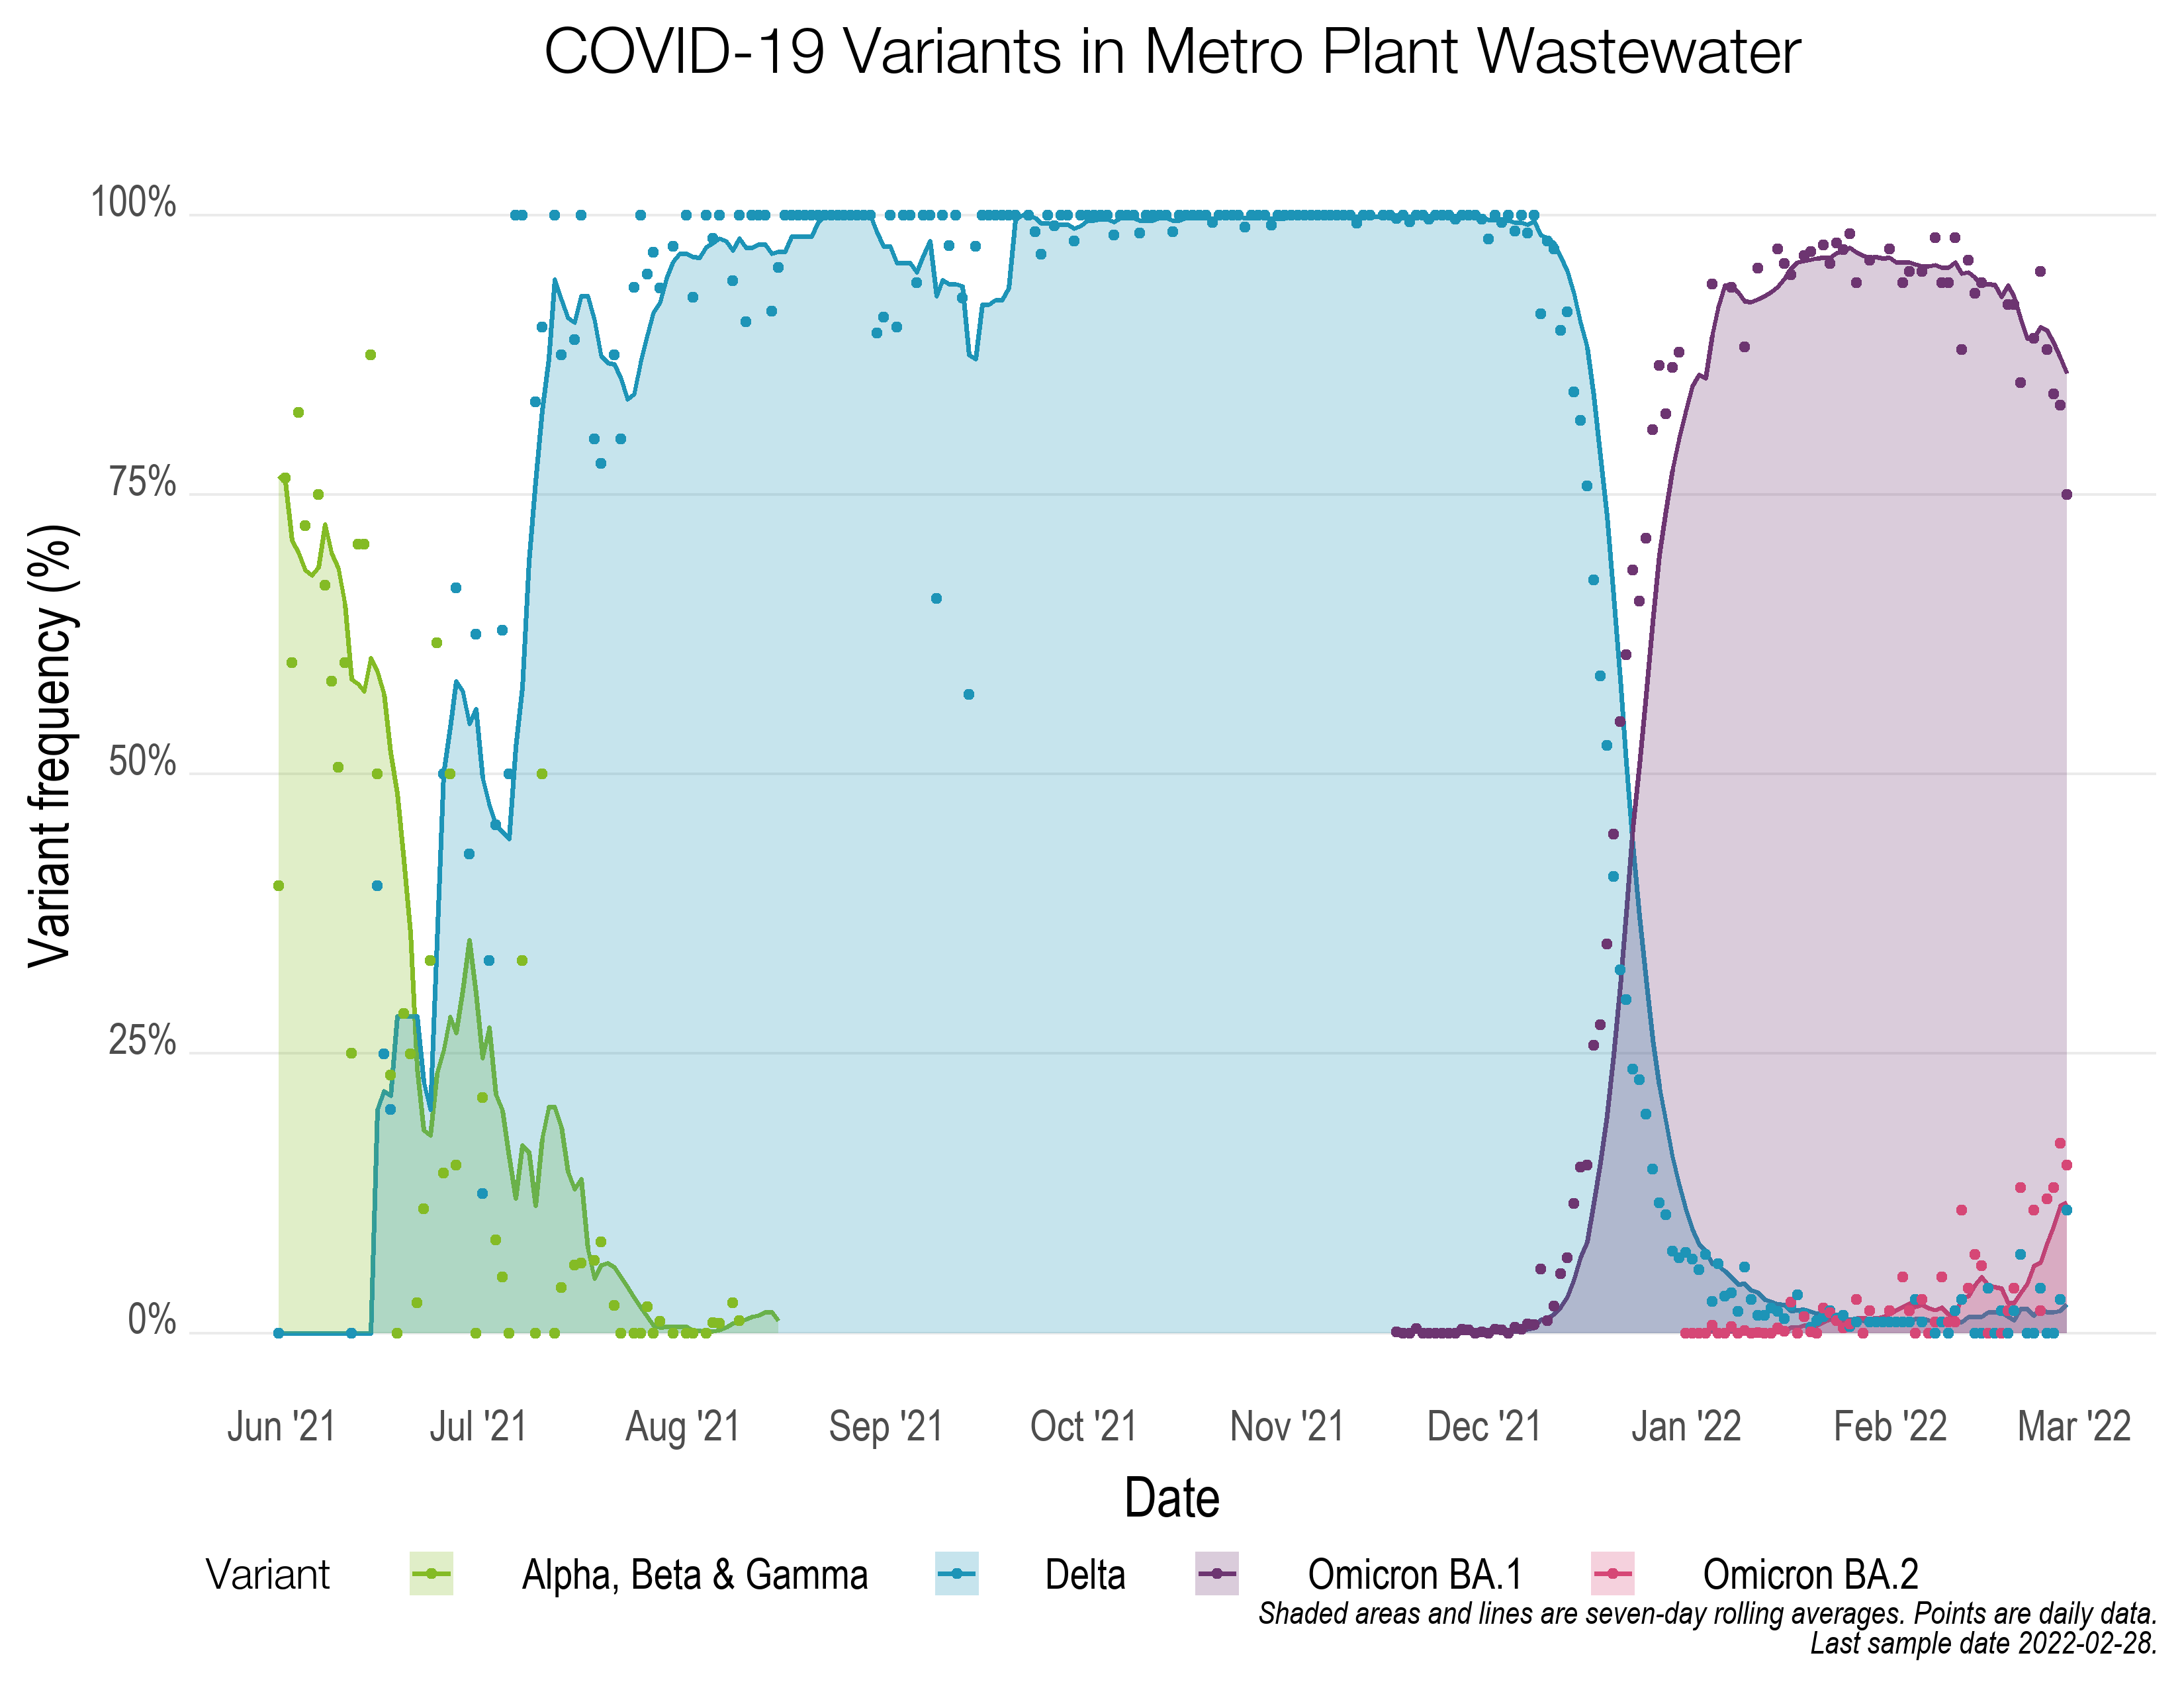 COVID-19 Variants in Metro Plant Wastewater
Variant frequency (%)
100%
75%
50%
25%
0%
Jun '21 Jul '21 Aug '21 Sep '21 Oct '21 Nov '21 Dec '21 Jan '22 Feb '22 Mar '22
Date
Variant Alpha, Beta & Gamma Delta Omicron BA.1 Omicron BA.2
Shaded areas and lines are seven-day rolling averages. Points are daily data.
Last sample date 2022-02-28.